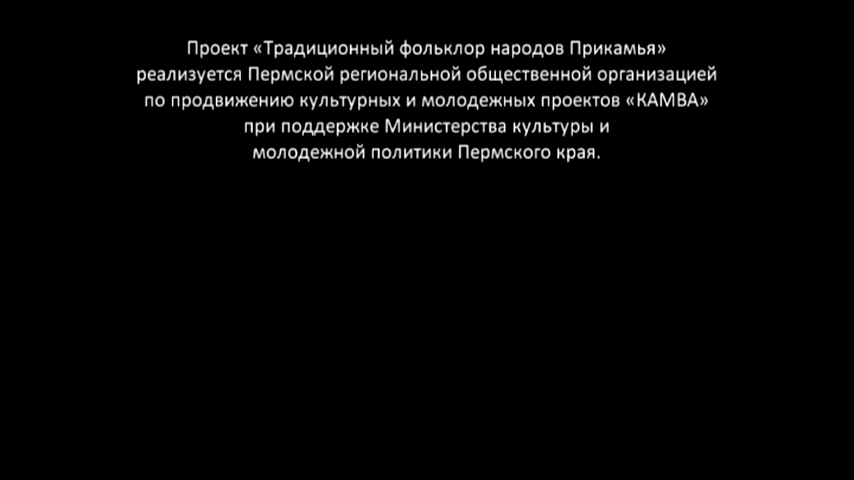 Проект «Традиционный фольклор народов Прикамья»
реализуется Пермской региональной общественной организацией
по продвижению культурных и молодежных проектов «КАМВА»
при поддержке Министерства культуры и
молодежной политики Пермского края.